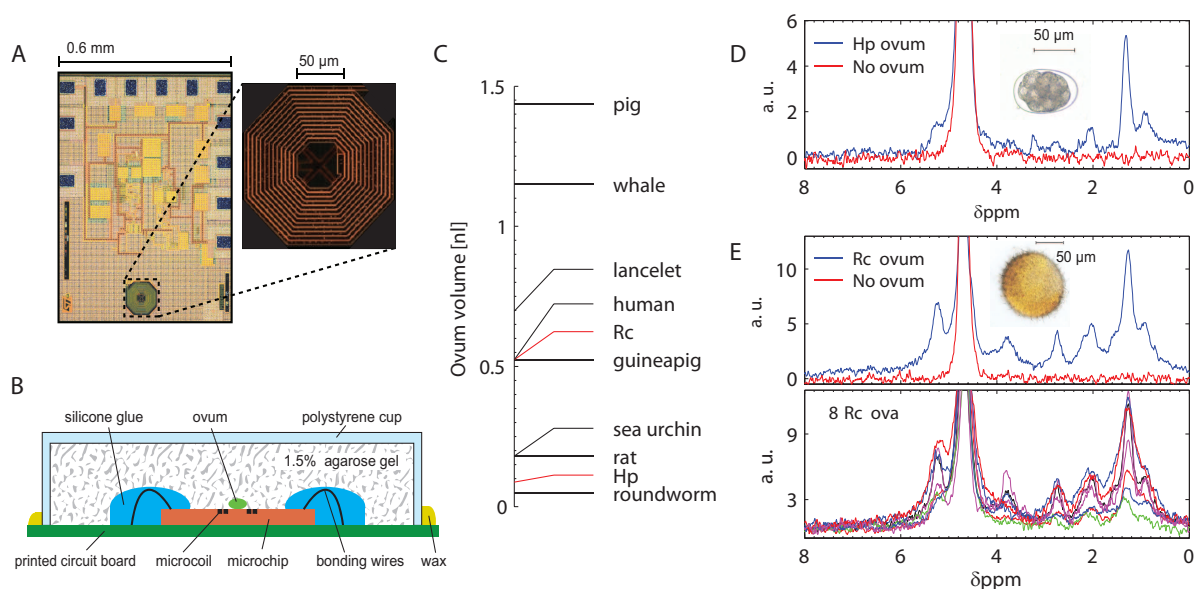 A
0.6 mm
50 µm
B
silicone glue
ovum
polystyrene cup
1.5% agarose gel
printed circuit board
microcoil
microchip
bonding wires
wax
C
Ovum volume [nl]
1.5
1
0.5
0
pig
whale
lancelet
human
Rc
guineapig
sea urchin
rat
Hp
roundworm
D
a. u.
6
4
2
0
Hp ovum
No ovum
50 µm
8
6
4
2
0
δppm
E
a. u.
10
5
0
Rc ovum
No ovum
50 µm
8 Rc ova
a. u.
9
3
8
6
4
2
0
δppm